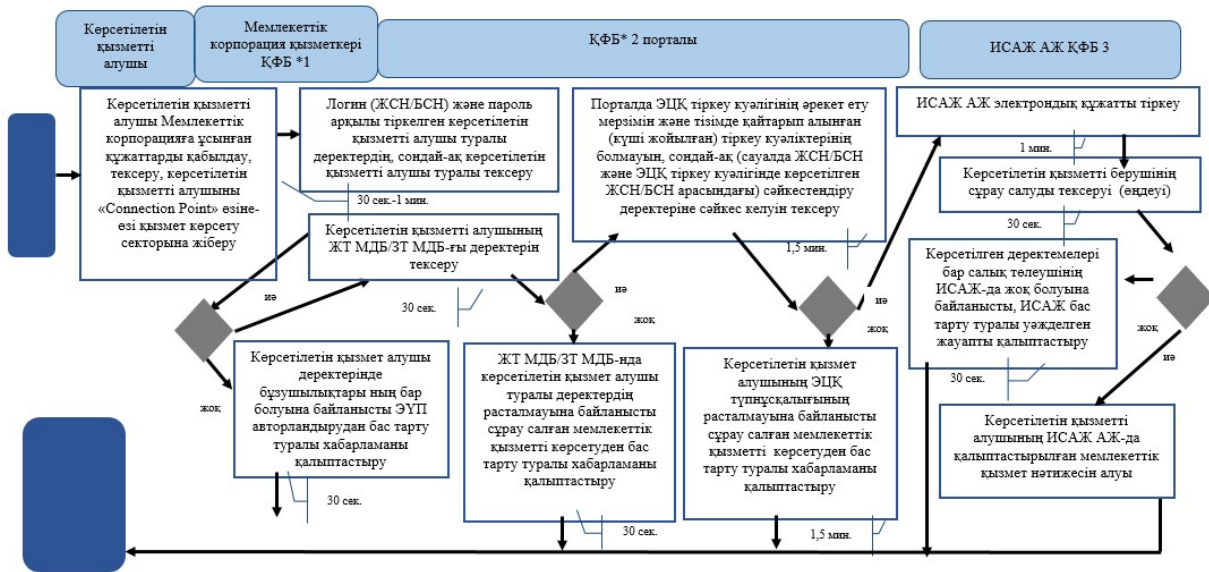 Көрсетілетін
қызметті
алушы
Мемлекеттік
корпорация қызметкері
ҚФБ *1
ҚФБ* 2 порталы
ИСАЖ АЖ ҚФБ 3
Көрсетілетін қызметті
алушы Мемлекеттік
корпорацияға ұсынған
құжаттарды қабылдау,
тексеру, көрсетілетін
қызметті алушыны
«Connection Point» өзіне-
өзі қызмет көрсету
секторына жіберу
Логин (ЖСН/БСН) және пароль
арқылы тіркелген көрсетілетін
қызметті алушы туралы
деректердің, сондай-ақ көрсетілетін
қызметті алушы туралы тексеру
30 сек.-1 мин.
Порталда ЭЦҚ тіркеу куәлігінің әрекет ету
мерзімін және тізімде қайтарып алынған
(күші жойылған) тіркеу куәліктерінің
болмауын, сондай-ақ (сауалда ЖСН/БСН
және ЭЦҚ тіркеу куәлігінде көрсетілген
ЖСН/БСН арасындағы) сәйкестендіру
деректеріне сәйкес келуін тексеру
1,5 мин.
ИСАЖ АЖ электрондық құжатты тіркеу
1 мин.
Көрсетілетін қызметті берушінің
сұрау салуды тексеруі (өңдеуі)
30 сек.
Көрсетілетін қызметті алушының
ЖТ МДБ/ЗТ МДБ-ғы деректерін
тексеру
30 сек.
Көрсетілген деректемелері
бар салық төлеушінің
ИСАЖ-да жоқ болуына
байланысты, ИСАЖ бас
тарту туралы уәжделген
жауапты қалыптастыру
30 сек.
иә
жоқ
иә
жоқ
иә
жоқ
жоқ
иә
Көрсетілетін қызмет алушы
деректерінде
бұзушылықтары ның бар
болуына байланысты ЭҮП
авторландырудан бас тарту
туралы хабарламаны
қалыптастыру
30 сек.
ЖТ МДБ/ЗТ МДБ-нда
көрсетілетін қызмет алушы
туралы деректердің
расталмауына байланысты
сұрау салған мемлекеттік
қызметті көрсетуден бас
тарту туралы хабарламаны
қалыптастыру
30 сек.
Көрсетілетін қызмет
алушының ЭЦҚ
түпнұсқалығының
расталмауына байланысты
сұрау салған мемлекеттік
қызметті көрсетуден бас
тарту туралы хабарламаны
қалыптастыру
1,5 мин.
Көрсетілетін қызметті
алушының ИСАЖ АЖ-да
қалыптастырылған мемлекеттік
қызмет нәтижесін алуы